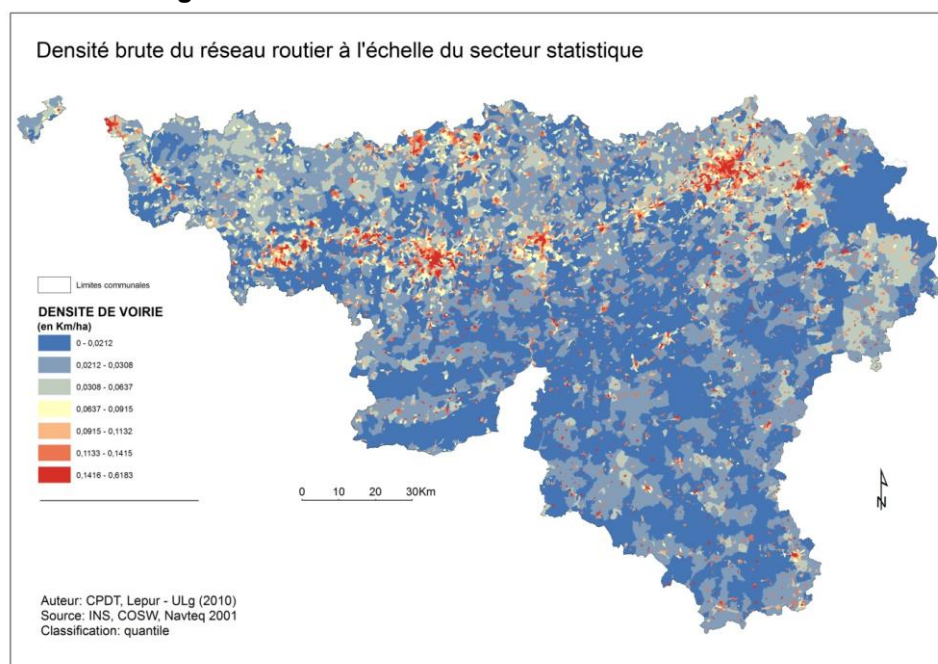 Densité brute du réseau routier à l'échelle du secteur statistique
Limites communales
DENSITE DE VOIRIE
(en Km/ha)
0 - 0,0212
0,0212 - 0,0308
0,0308 - 0,0637
0,0637 - 0,0915
0,0915 - 0,1132
0,1133 - 0,1415
0,1416 - 0,6183
0 10 20 30Km
N
Auteur: CPDT, Lepur - ULg (2010)
Source: INS, COSW, Navteq 2001
Classification: quantile